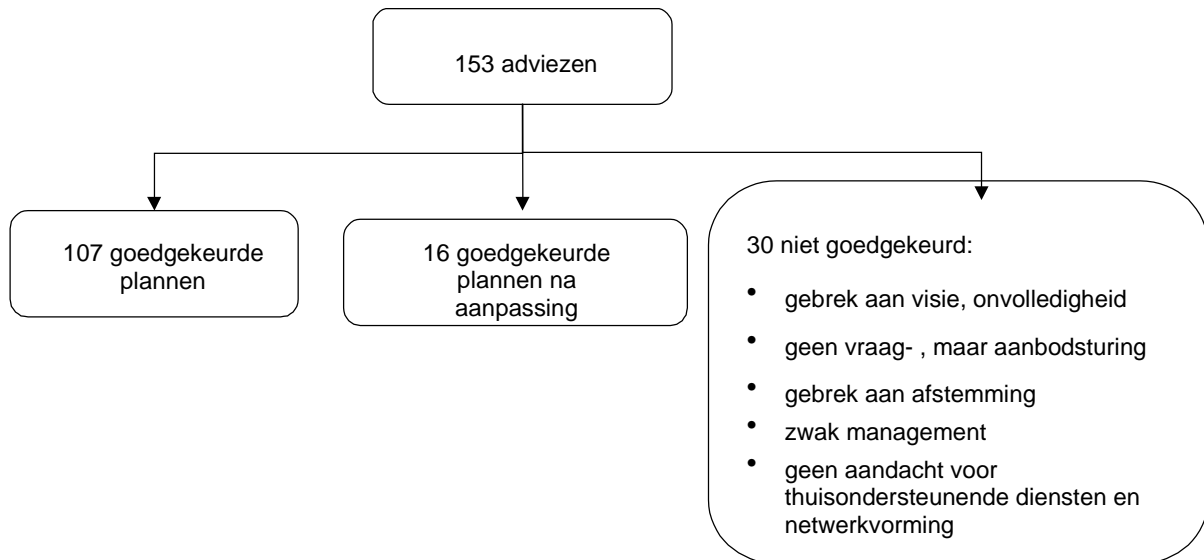 153 adviezen
107 goedgekeurde
plannen
16 goedgekeurde
plannen na
aanpassing
30 niet goedgekeurd:
• gebrek aan visie, onvolledigheid
• geen vraag- , maar aanbodsturing
• gebrek aan afstemming
• zwak management
• geen aandacht voor
thuisondersteunende diensten en
netwerkvorming